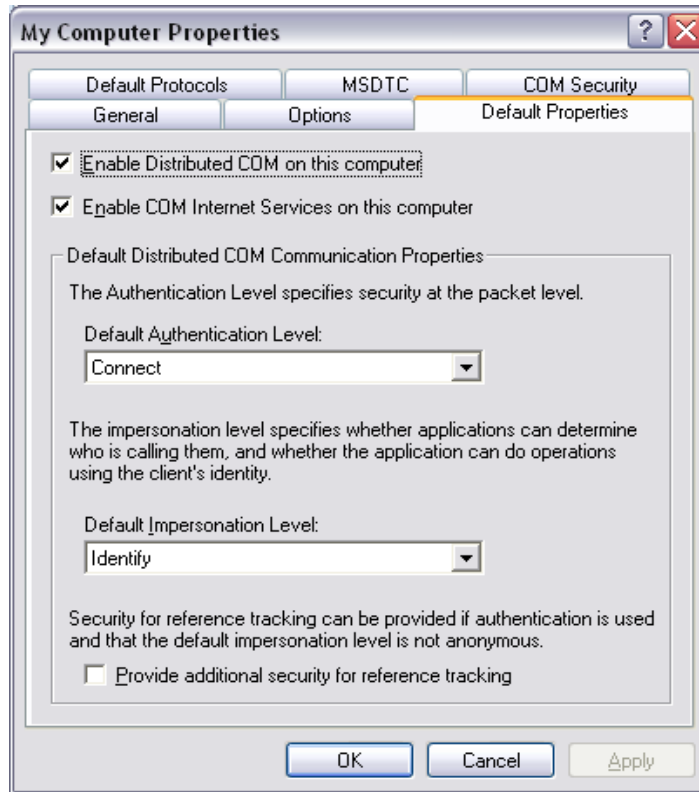 My Computer Properties
Default Protocols
MSDTC
COM Security
General
Options
Default Properties
Enable Distributed COM on this computer
Enable COM Internet Services on this computer
Default Distributed COM Communication Properties
The Authentication Level specifies security at the packet level.
Default Authentication Level:
Connect
The impersonation level specifies whether applications can determine
who is calling them, and whether the application can do operations
using the client's identity.
Default Impersonation Level:
Identify
Security for reference tracking can be provided if authentication is used
and that the default impersonation level is not anonymous.
Provide additional security for reference tracking
OK
Cancel
Apply